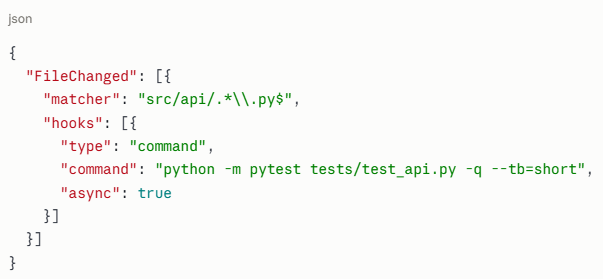 json
{
  "FileChanged": [{
    "matcher": "src/api/.*\\.py$",
    "hooks": [{
      "type": "command",
      "command": "python -m pytest tests/test_api.py -q --tb=short",
      "async": true
    }]
  }]
}